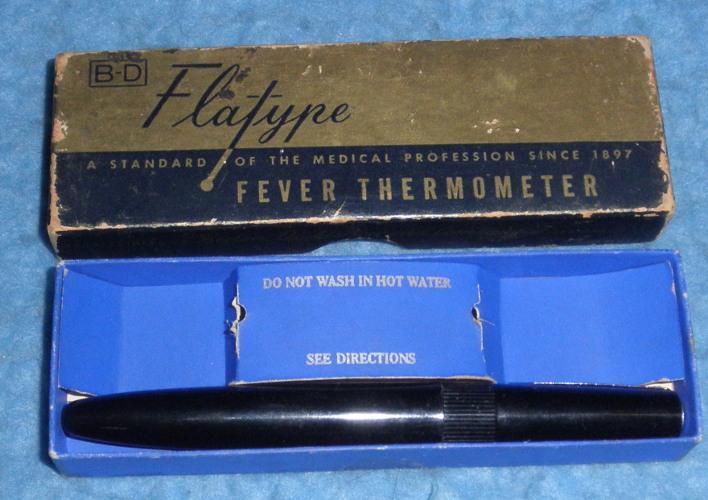 B-D
Flatype
A STANDARD OF THE MEDICAL PROFESSION SINCE 1897
FEVER THERMOMETER
DO NOT WASH IN HOT WATER
SEE DIRECTIONS